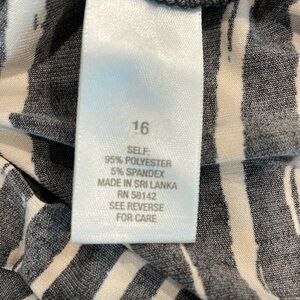 16
SELF:
95% POLYESTER
5% SPANDEX
MADE IN SRI LANKA
RN 58142
SEE REVERSE
FOR CARE